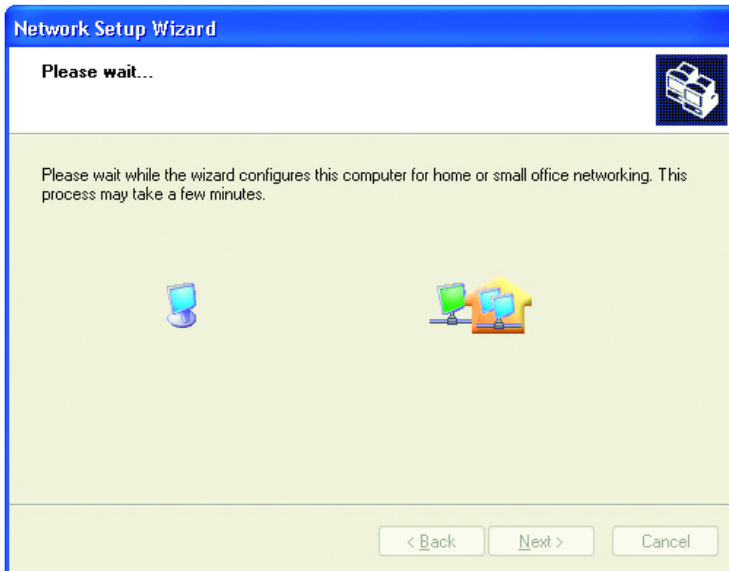 Network Setup Wizard
Please wait...
Please wait while the wizard configures this computer for home or small office networking. This
process may take a few minutes.
< Back Next > Cancel